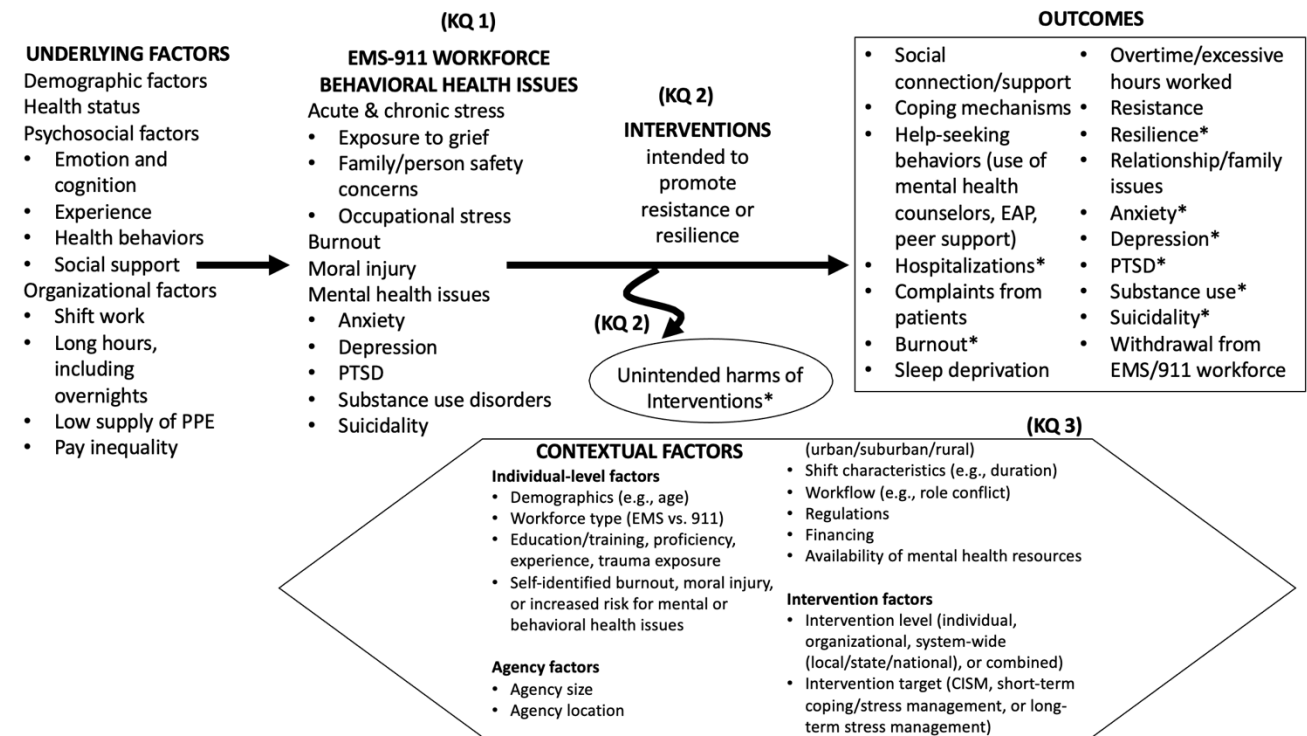 UNDERLYING FACTORS
Demographic factors
Health status
Psychosocial factors
• Emotion and
cognition
• Experience
• Health behaviors
• Social support
Organizational factors
• Shift work
• Long hours,
including
overnights
• Low supply of PPE
• Pay inequality
(KQ 1)
EMS-911 WORKFORCE
BEHAVIORAL HEALTH ISSUES
Acute & chronic stress
• Exposure to grief
• Family/person safety
concerns
• Occupational stress
Burnout
Moral injury
Mental health issues
• Anxiety
• Depression
• PTSD
• Substance use disorders
• Suicidality
(KQ 2)
INTERVENTIONS
intended to
promote
resistance or
resilience
(KQ 2)
Unintended harms of
Interventions*
OUTCOMES
• Social
connection/support
• Coping mechanisms
• Help-seeking
behaviors (use of
mental health
counselors, EAP,
peer support)
• Hospitalizations*
• Complaints from
patients
• Burnout*
• Sleep deprivation
• Overtime/excessive
hours worked
• Resistance
• Resilience*
• Relationship/family
issues
• Anxiety*
• Depression*
• PTSD*
• Substance use*
• Suicidality*
• Withdrawal from
EMS/911 workforce
(KQ 3)
CONTEXTUAL FACTORS
Individual-level factors
• Demographics (e.g., age)
• Workforce type (EMS vs. 911)
• Education/training, proficiency,
experience, trauma exposure
• Self-identified burnout, moral injury,
or increased risk for mental or
behavioral health issues
Agency factors
• Agency size
• Agency location
(urban/suburban/rural)
• Shift characteristics (e.g., duration)
• Workflow (e.g., role conflict)
• Regulations
• Financing
• Availability of mental health resources
Intervention factors
• Intervention level (individual,
organizational, system-wide
(local/state/national), or combined)
• Intervention target (CISM, short-term
coping/stress management, or long-
term stress management)